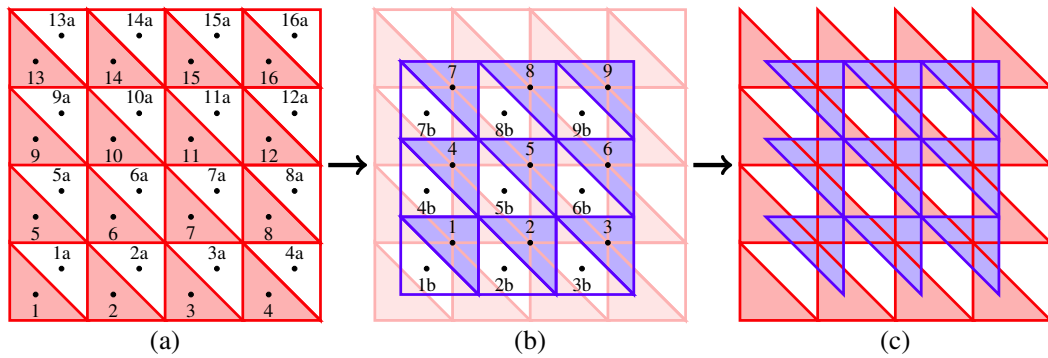 13a 14a 15a 16a
13 14 15 16
9a 10a 11a 12a
9 10 11 12
5a 6a 7a 8a
5 6 7 8
1a 2a 3a 4a
1 2 3 4
(a)
7 8 9
7b 8b 9b
4 5 6
4b 5b 6b
1 2 3
1b 2b 3b
(b)
(c)